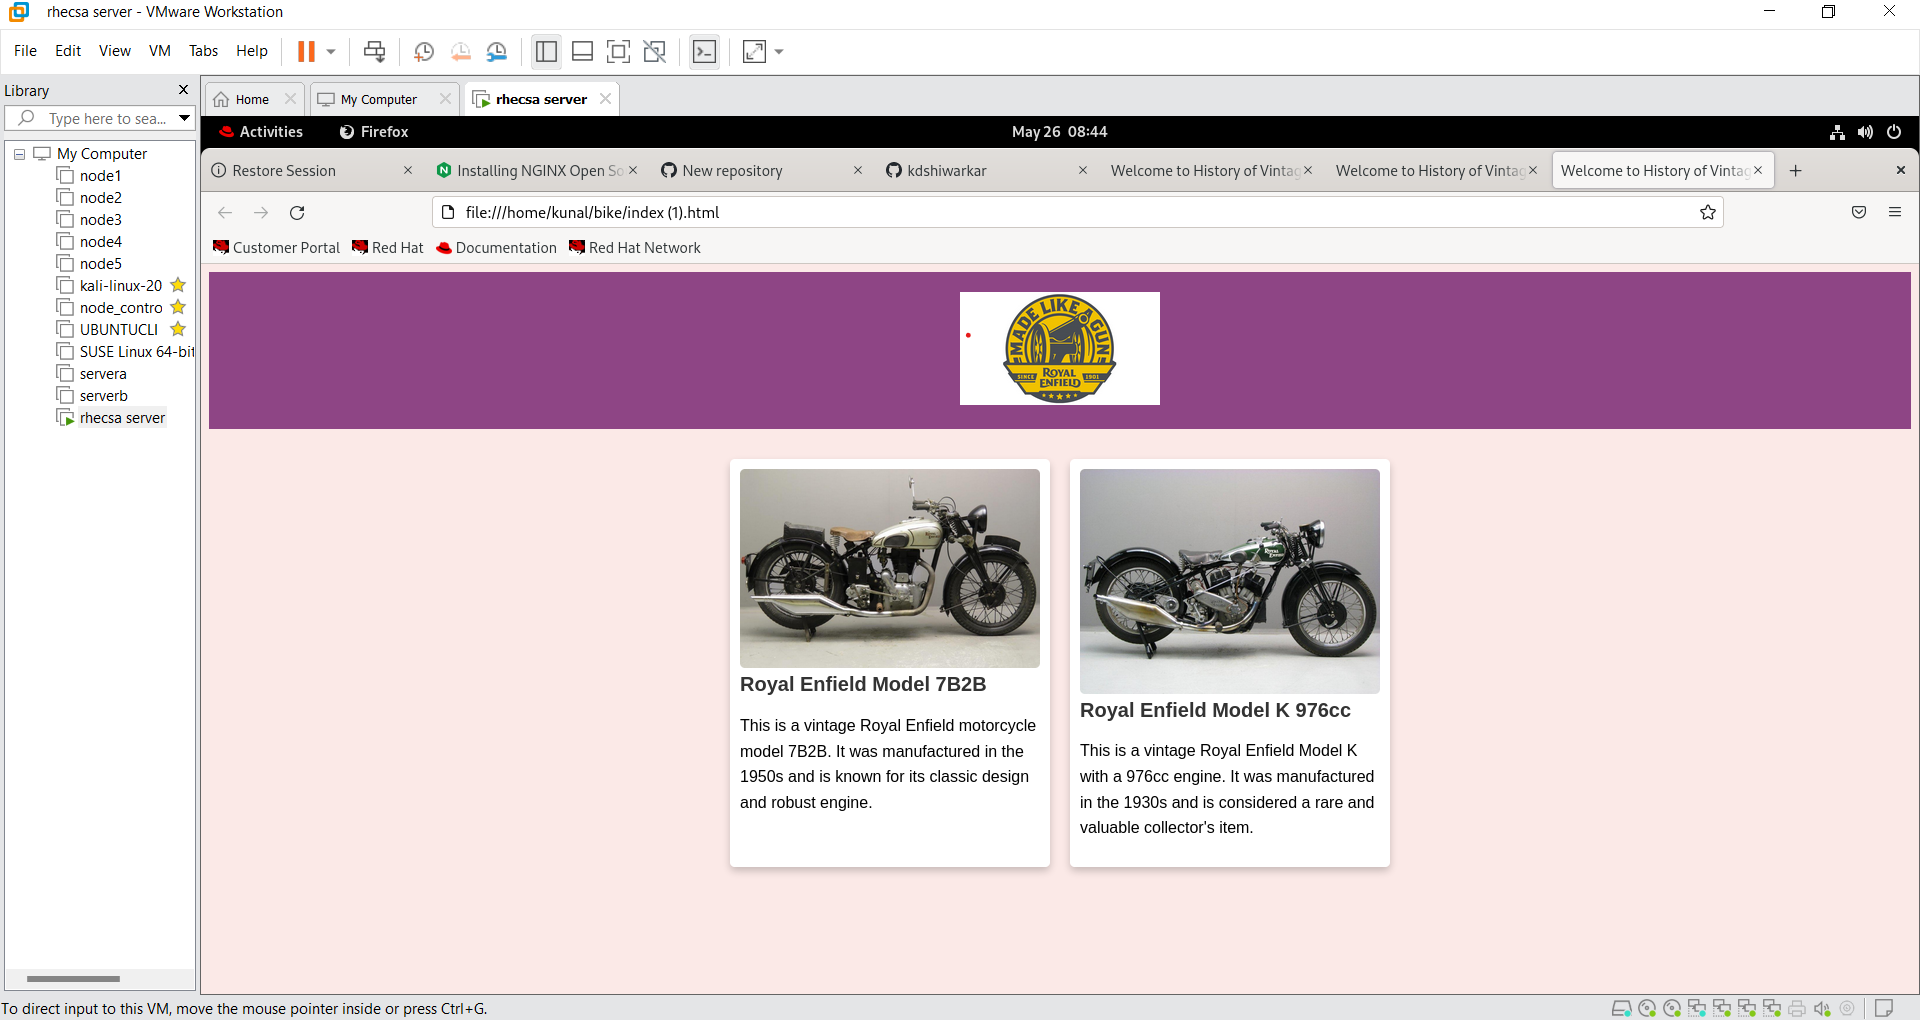 rhecsa server - VMware Workstation
File Edit View VM Tabs Help
Library
Type here to sea...
My Computer
node1
node2
node3
node4
node5
kali-linux-20
node_contro
UBUNTUCLI
SUSE Linux 64-bit
servera
serverb
rhecsa server
Home My Computer rhecsa server
Activities Firefox May 26 08:44
Restore Session Installing NGINX Open So New repository kdshiwarkar Welcome to History of Vintag Welcome to History of Vintag Welcome to History of Vintag
file:///home/kunal/bike/index (1).html
Customer Portal Red Hat Documentation Red Hat Network
MADE LIKE A GUN
SINCE ROYAL ENFIELD 1901
Royal Enfield Model 7B2B
This is a vintage Royal Enfield motorcycle
model 7B2B. It was manufactured in the
1950s and is known for its classic design
and robust engine.
ROYAL
ENFIELD
Royal Enfield Model K 976cc
This is a vintage Royal Enfield Model K
with a 976cc engine. It was manufactured
in the 1930s and is considered a rare and
valuable collector's item.
To direct input to this VM, move the mouse pointer inside or press Ctrl+G.